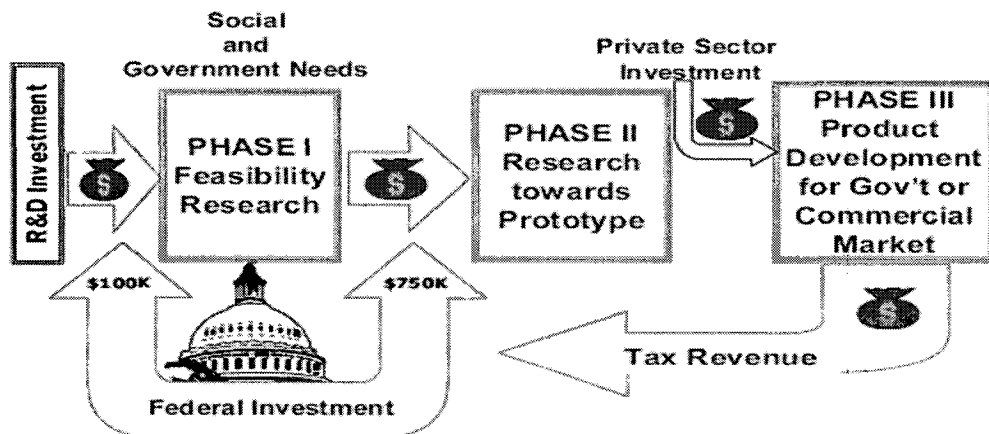 Social
and
Government Needs
Private Sector
Investment
R&D Investment
$
PHASE I
Feasibility
Research
$
PHASE II
Research
towards
Prototype
$
PHASE III
Product
Development
for Gov't or
Commercial
Market
$100K
$750K
$
Tax Revenue
Federal Investment